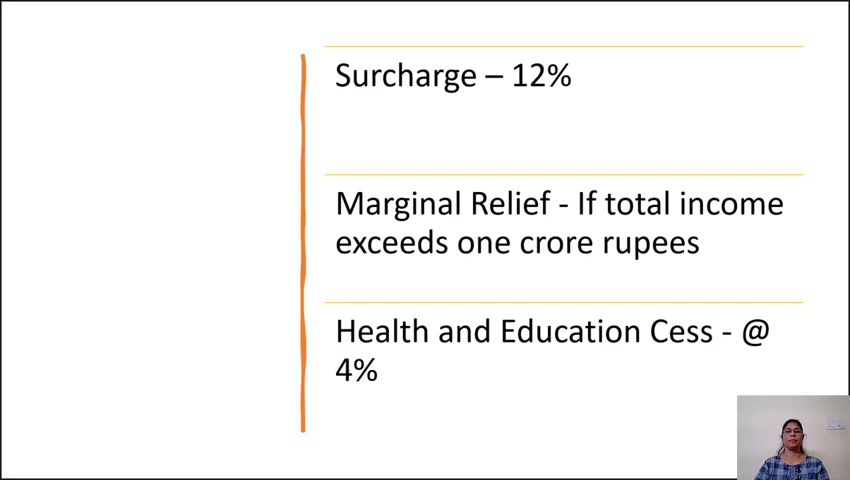 Surcharge – 12%
Marginal Relief - If total income
exceeds one crore rupees
Health and Education Cess - @
4%